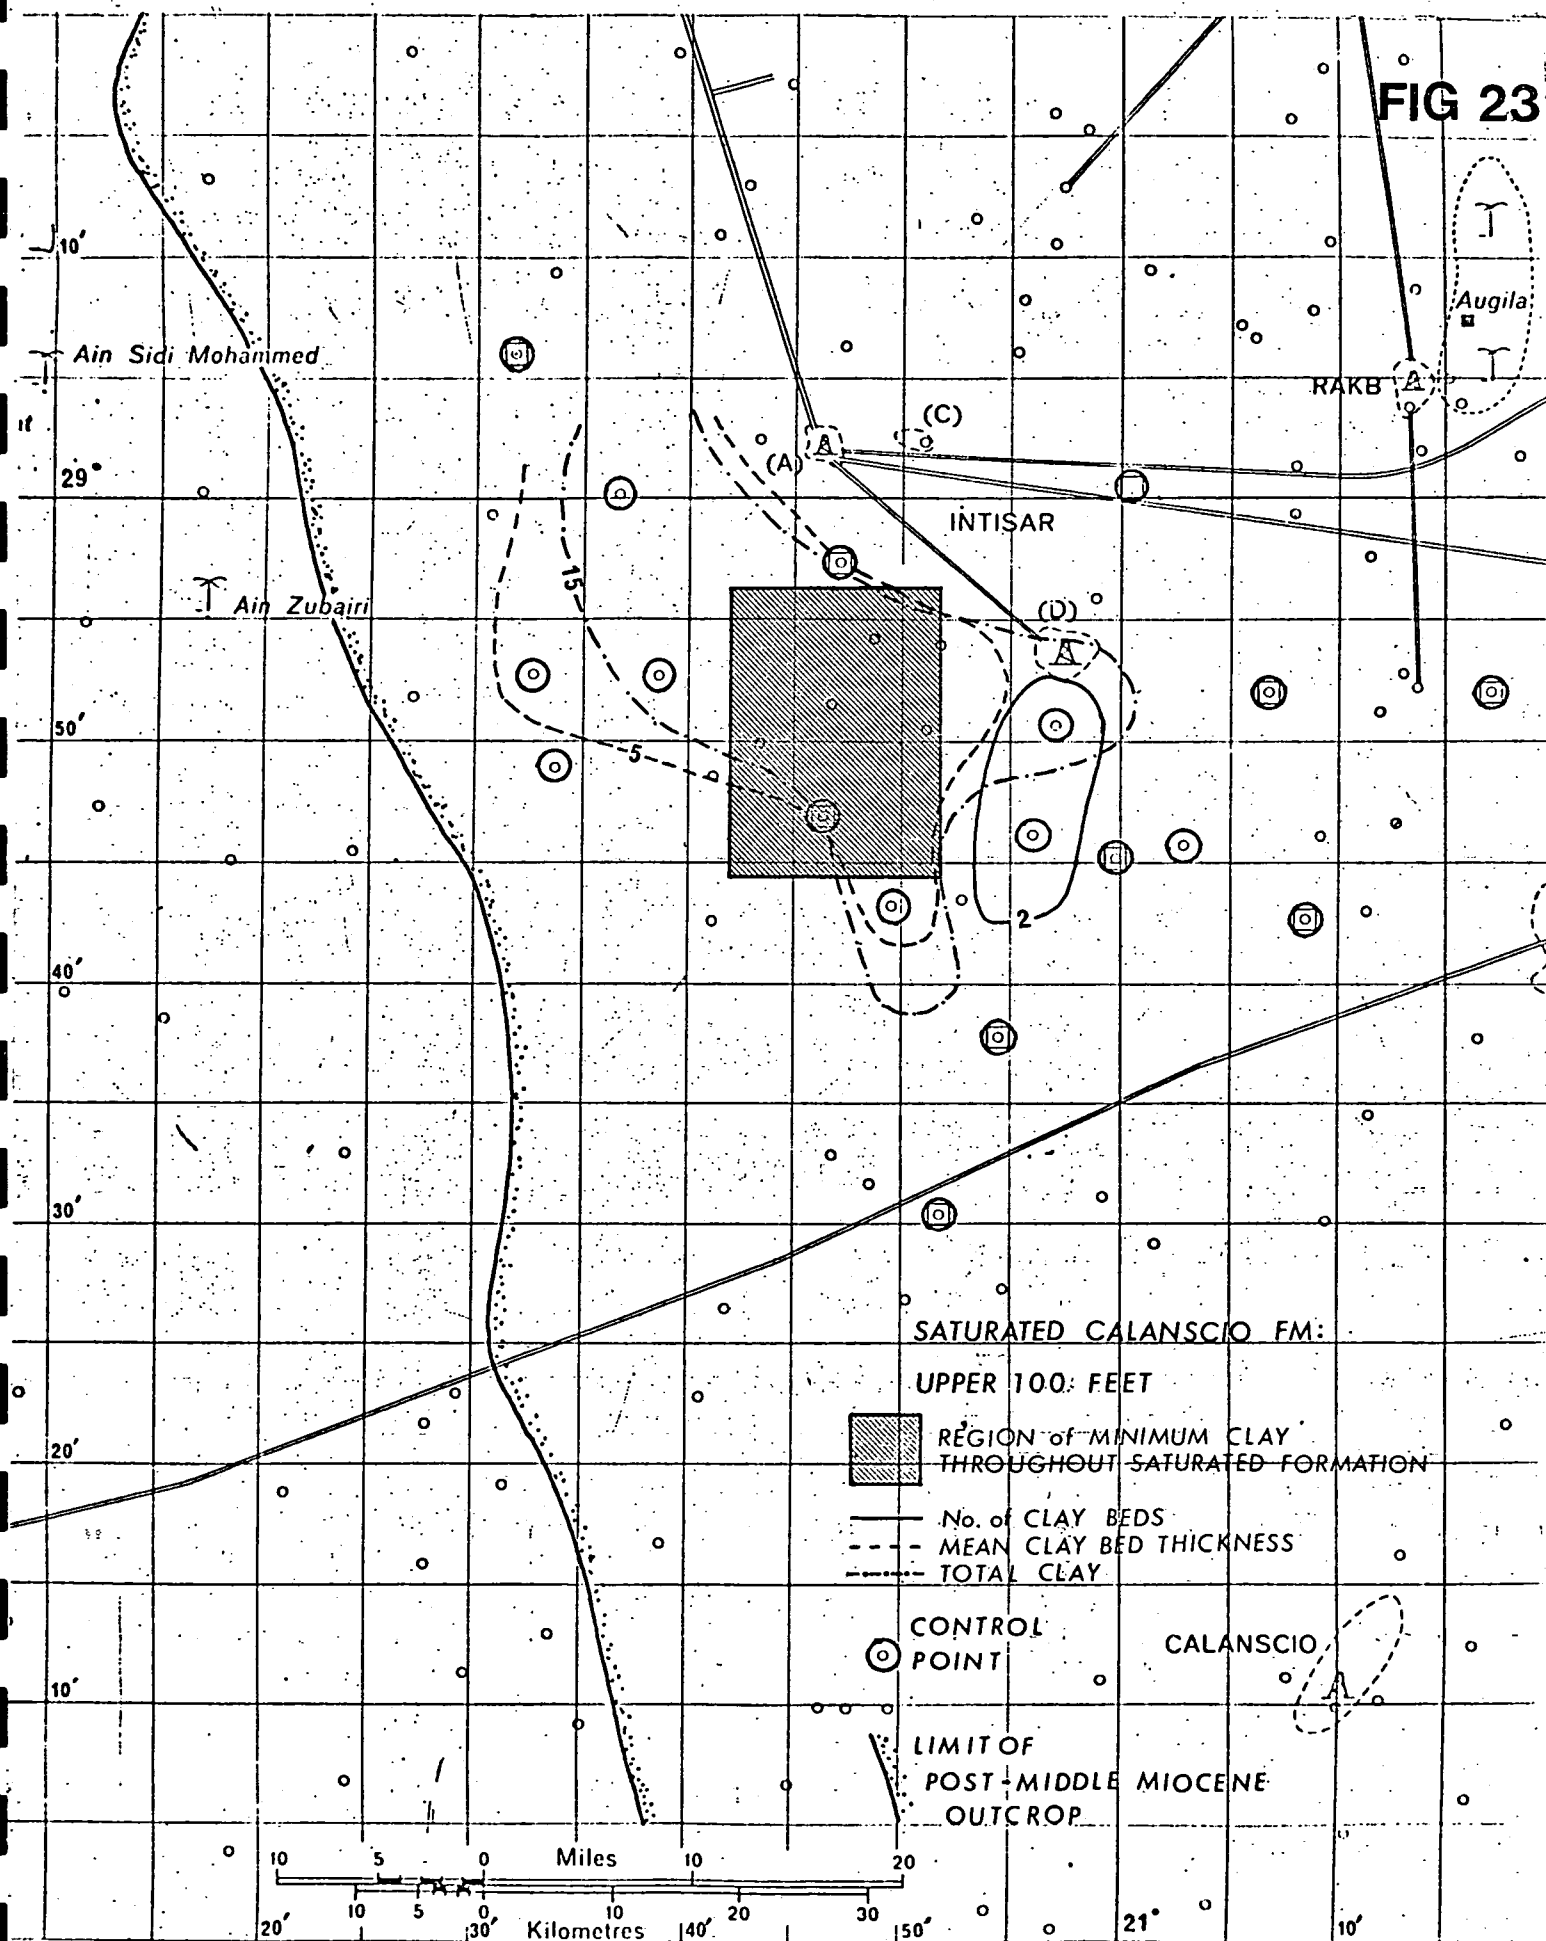 FIG 23
10′
Augila
Ain Sidi Mohammed
RAKB
(C)
(A)
29°
INTISAR
15
Ain Zubairi
(D)
50′
5
2
40′
30′
SATURATED CALANSCIO FM:
UPPER 100 FEET
REGION of MINIMUM CLAY
THROUGHOUT SATURATED FORMATION
20′
No. of CLAY BEDS
MEAN CLAY BED THICKNESS
TOTAL CLAY
CONTROL
POINT
CALANSCIO
10′
LIMIT OF
POST-MIDDLE MIOCENE
OUTCROP
10 5 0 Miles 10 20
10 5 0 10 20 30
20′ 30′ Kilometres 40′ 50′ 21° 10′